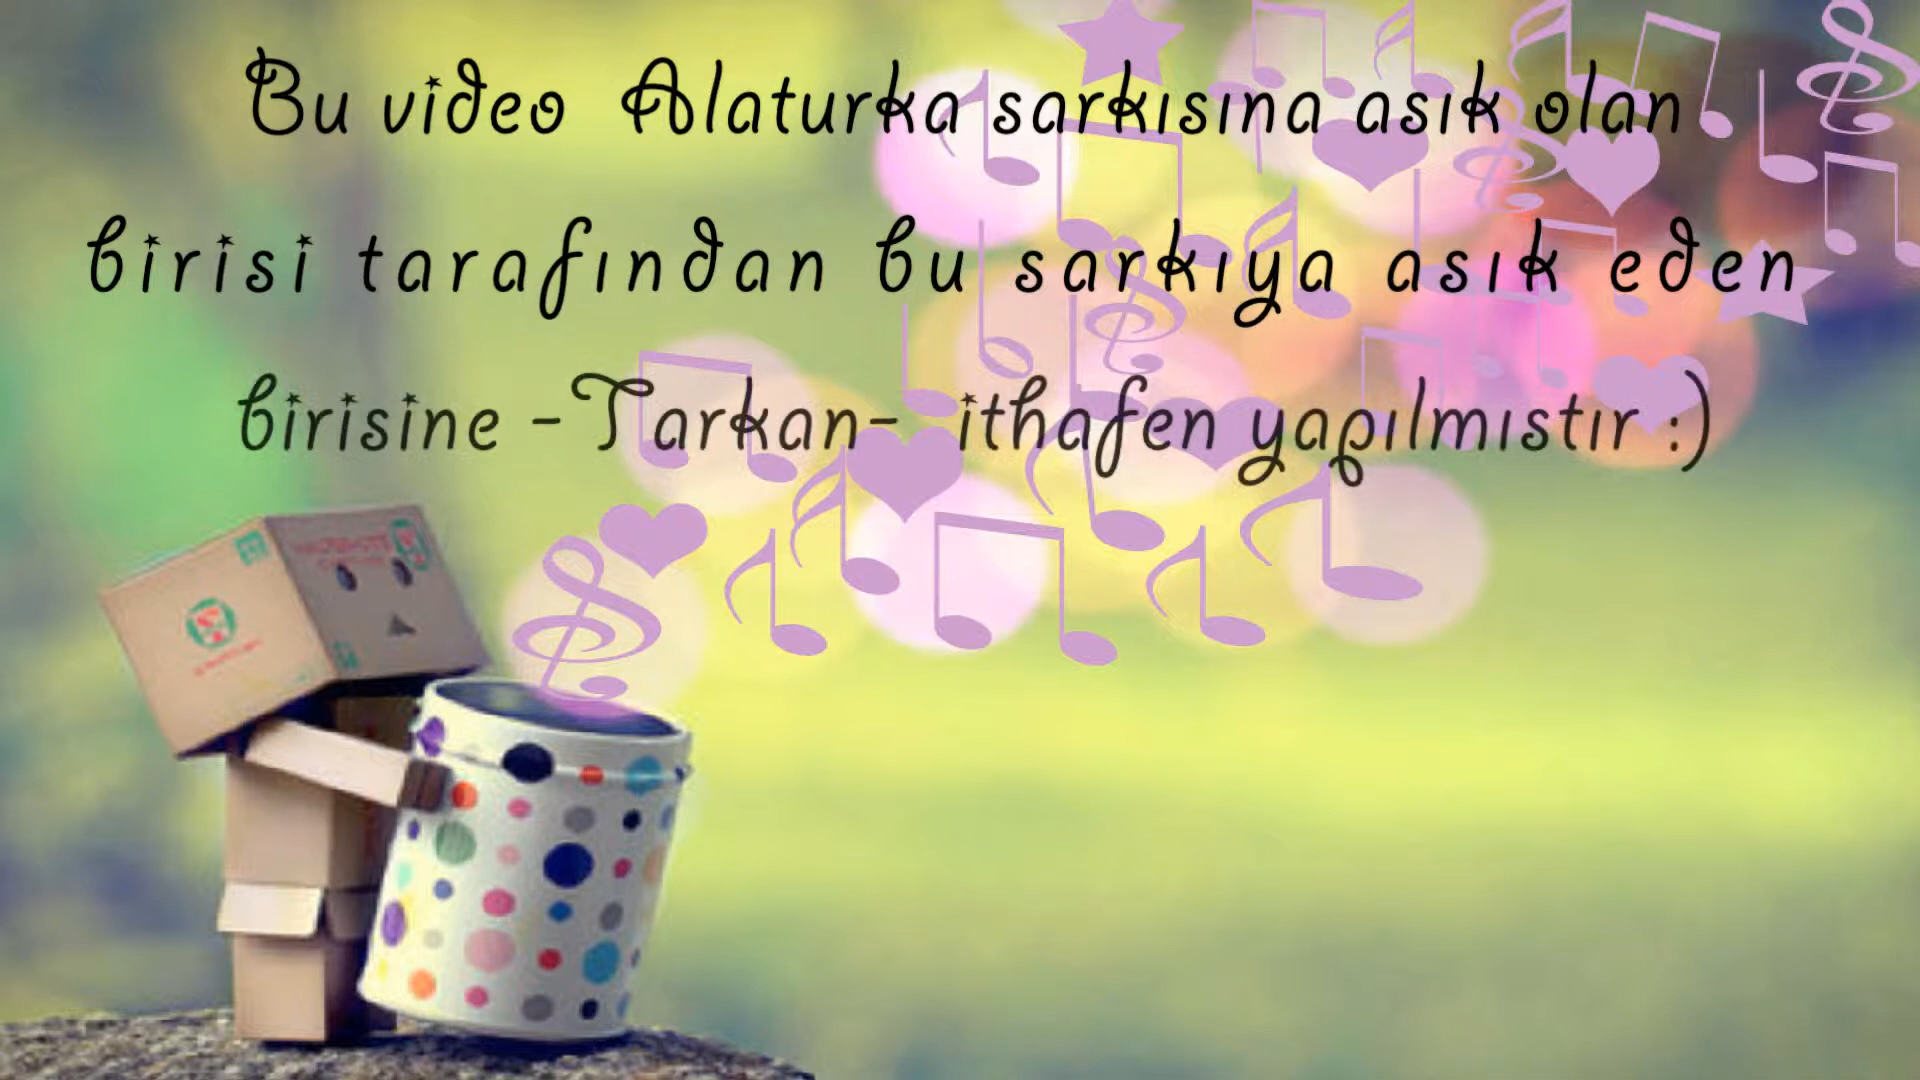 Bu video Alaturka sarkısına asık olan
birisi tarafından bu sarkıya asık eden
birisine -Tarkan- ithafen yapılmıstır :)